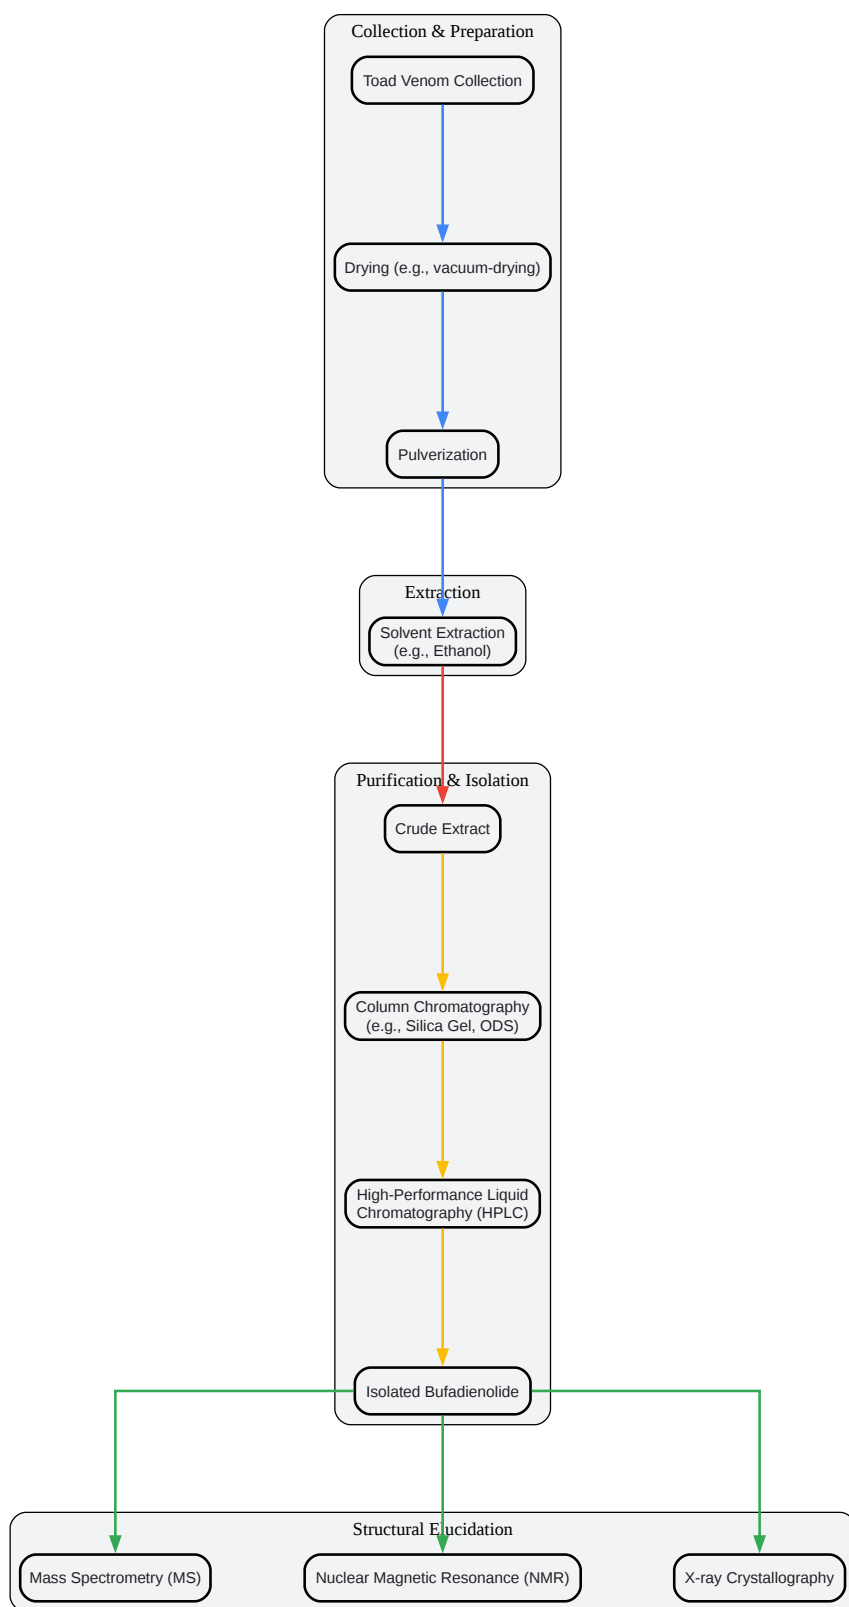 Collection & Preparation
Toad Venom Collection
Drying (e.g., vacuum-drying)
Pulverization
Extraction
Solvent Extraction
(e.g., Ethanol)
Purification & Isolation
Crude Extract
Column Chromatography
(e.g., Silica Gel, ODS)
High-Performance Liquid
Chromatography (HPLC)
Isolated Bufadienolide
Structural Elucidation
Mass Spectrometry (MS)
Nuclear Magnetic Resonance (NMR)
X-ray Crystallography